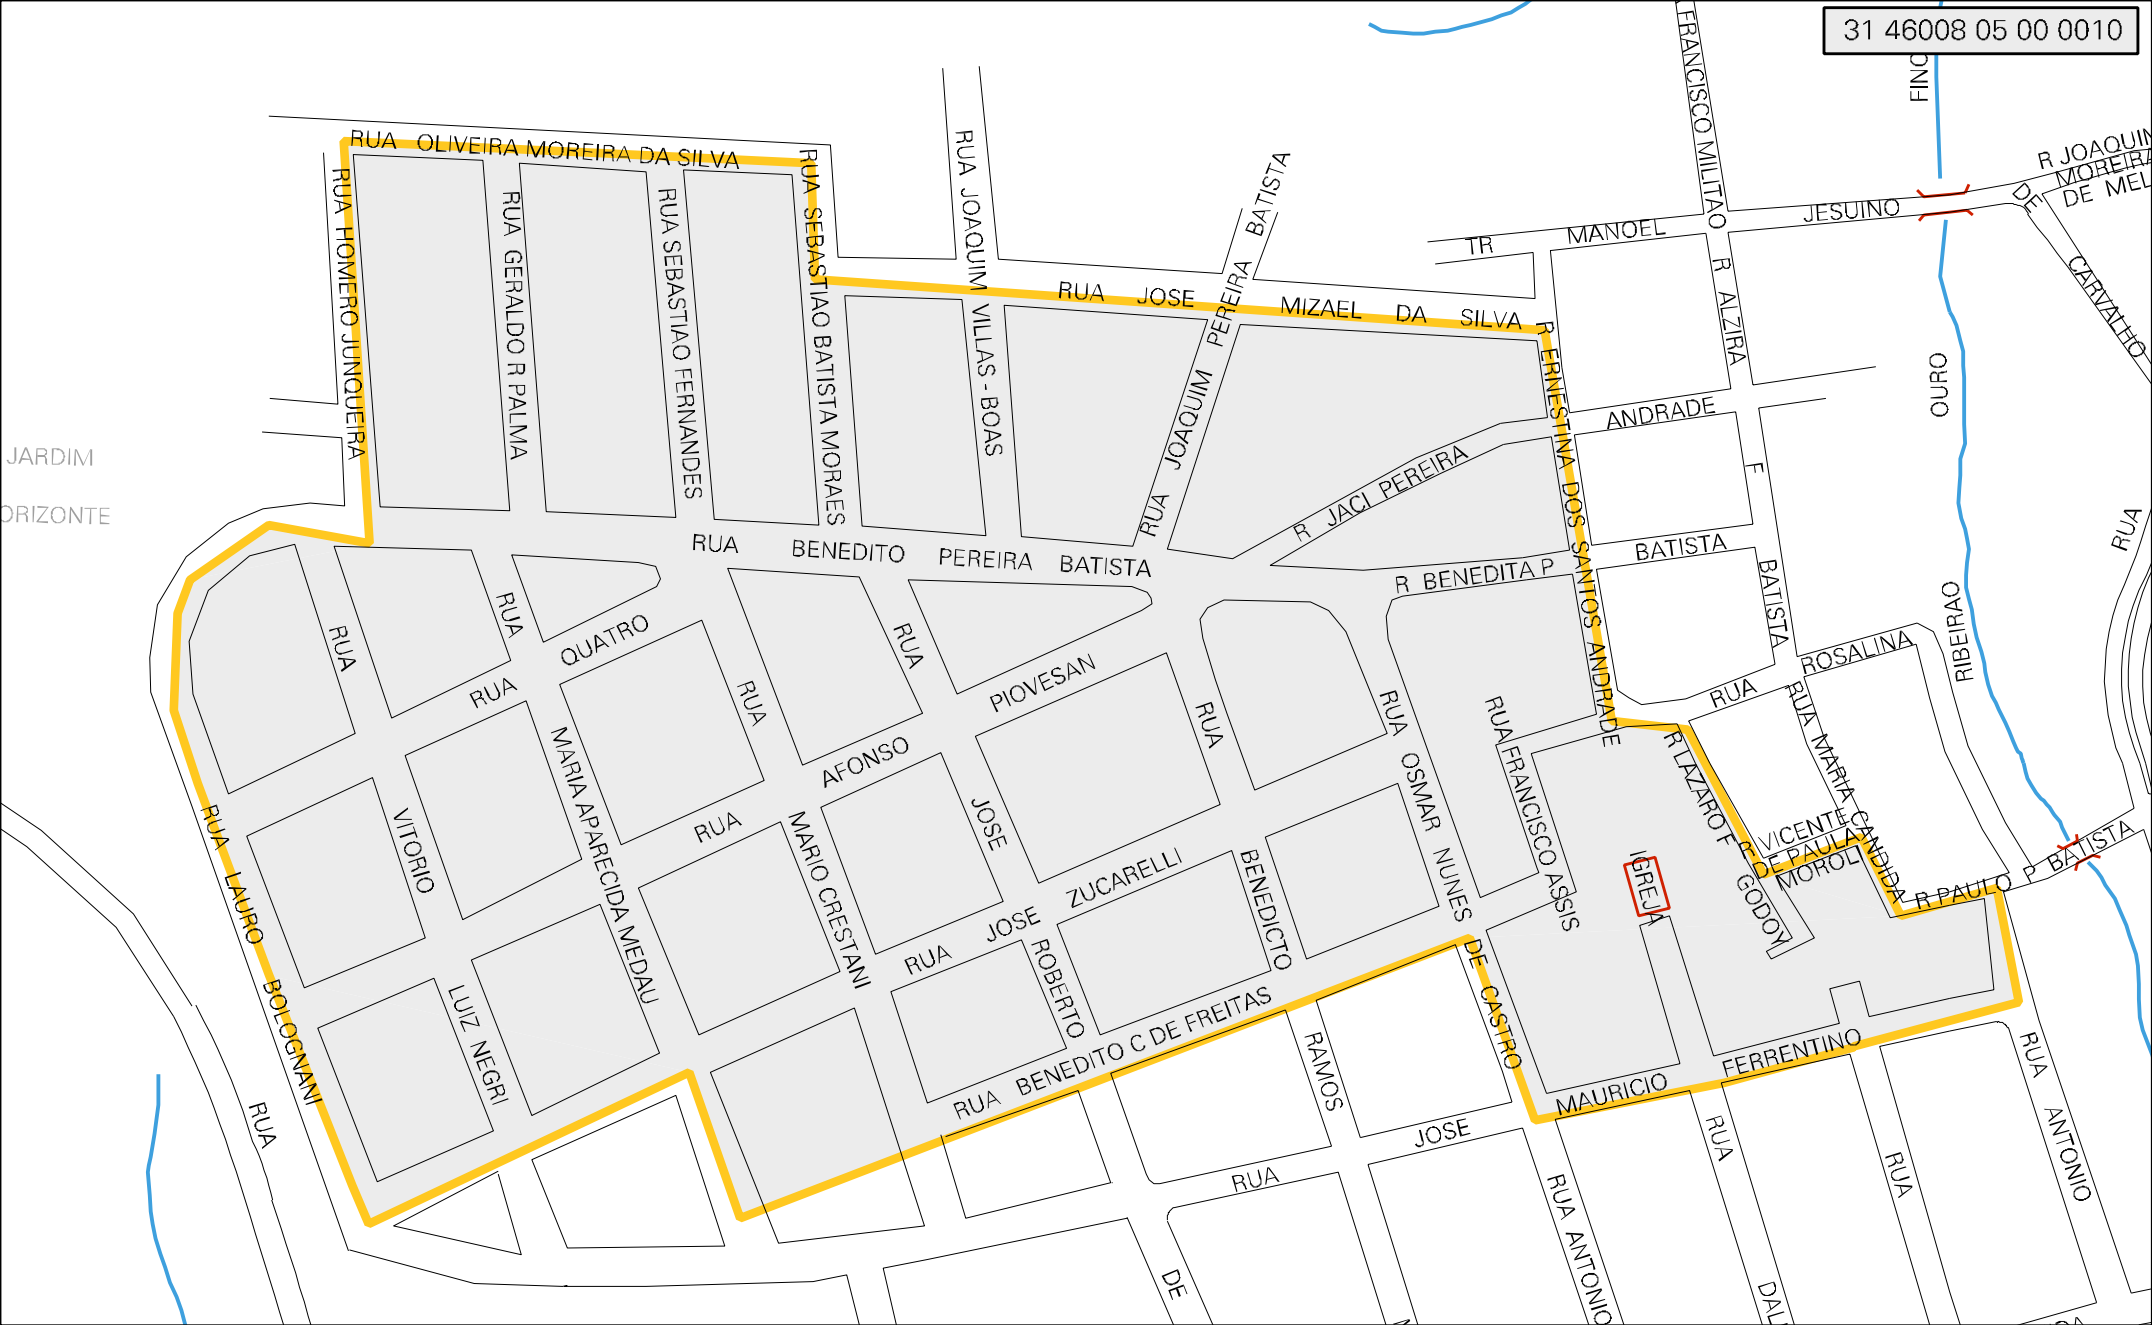 31 46008 05 00 0010
FRANCISCO MILITAO
FINO
R JOAQUIM
MOREIRA
DE MEL
DE
CARVALHO
RUA OLIVEIRA MOREIRA DA SILVA
RUA HOMERO JUNQUEIRA
RUA GERALDO R PALMA
RUA SEBASTIAO FERNANDES
RUA SEBASTIAO BATISTA MORAES
RUA JOAQUIM VILLAS - BOAS
RUA JOAQUIM PEREIRA BATISTA
TR MANOEL JESUINO
RUA JOSE MIZAEL DA SILVA
R ALZIRA F BATISTA
R ERNESTINA DOS SANTOS ANDRADE
R JACI PEREIRA ANDRADE
OURO
RIBEIRAO
JARDIM
ORIZONTE
RUA BENEDITO PEREIRA BATISTA
R BENEDITA P BATISTA
RUA
RUA QUATRO
RUA ROSALINA
RUA VITORIO
RUA MARIA APARECIDA MEDAU
RUA AFONSO PIOVESAN
RUA MARIO CRESTANI
RUA JOSE ROBERTO
RUA BENEDICTO RAMOS
RUA OSMAR NUNES DE CASTRO
RUA FRANCISCO ASSIS
R LAZARO F DE GODOY
RUA MARIA CANDIDA
VICENTE
DE PAULA
MOROLI
R PAULO P BATISTA
IGREJA
RUA LAURO BOLOGNANI
LUIZ NEGRI
RUA JOSE ZUCARELLI
RUA BENEDITO C DE FREITAS
MAURICIO FERRENTINO
RUA JOSE
RUA
RUA ANTONIO
RUA
RUA
RUA ANTONIO
DE
DAL